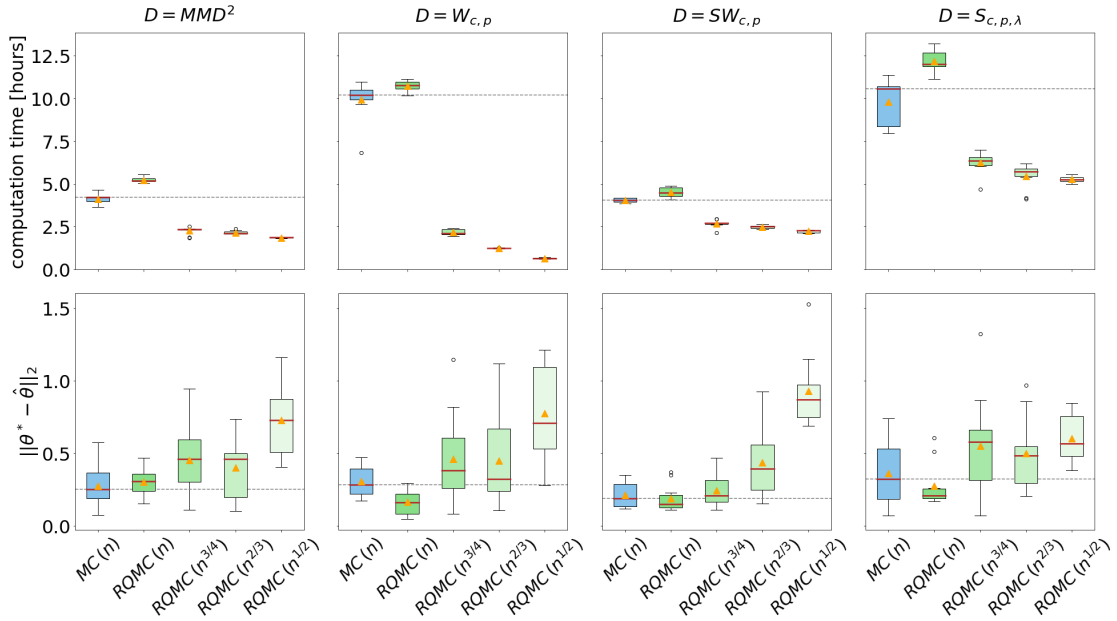 D = MMD²
D = W_{c, p}
D = SW_{c, p}
D = S_{c, p, λ}
computation time [hours]
12.5
10.0
7.5
5.0
2.5
0.0
||θ* − θ̂||₂
1.5
1.0
0.5
0.0
MC (n)
RQMC (n)
RQMC (n^{3/4})
RQMC (n^{2/3})
RQMC (n^{1/2})
MC (n)
RQMC (n)
RQMC (n^{3/4})
RQMC (n^{2/3})
RQMC (n^{1/2})
MC (n)
RQMC (n)
RQMC (n^{3/4})
RQMC (n^{2/3})
RQMC (n^{1/2})
MC (n)
RQMC (n)
RQMC (n^{3/4})
RQMC (n^{2/3})
RQMC (n^{1/2})